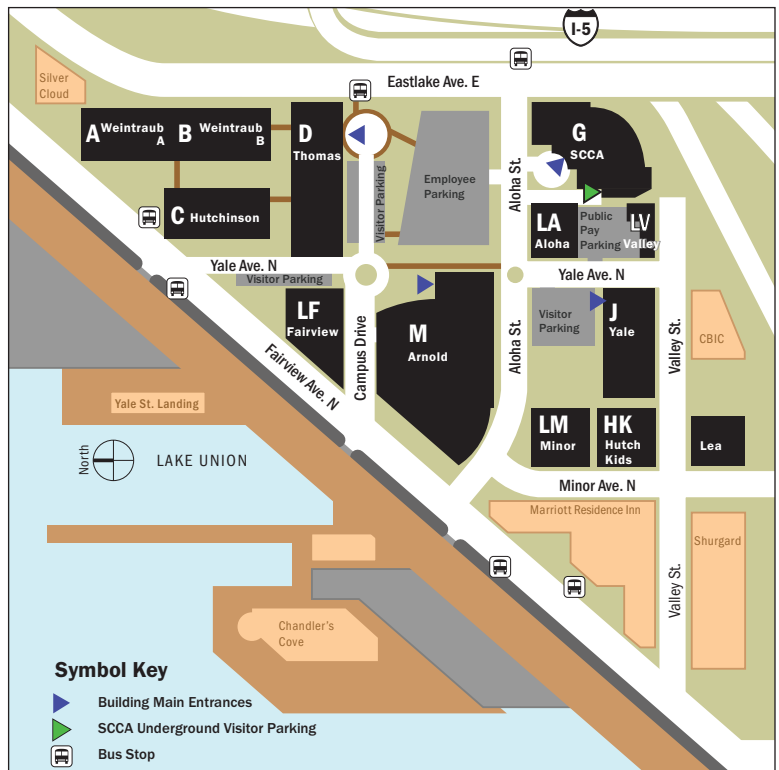 I-5
Eastlake Ave. E
Silver
Cloud
A Weintraub
A
B Weintraub
B
D
Thomas
G
SCCA
C Hutchinson
Visitor Parking
Employee
Parking
Aloha St.
LA
Aloha
Public
Pay
Parking
LV
Valley
Yale Ave. N
Visitor Parking
Yale Ave. N
LF
Fairview
Campus Drive
M
Arnold
Aloha St.
Visitor
Parking
J
Yale
Valley St.
CBIC
Fairview Ave. N
Yale St. Landing
North
LAKE UNION
LM
Minor
HK
Hutch
Kids
Lea
Minor Ave. N
Marriott Residence Inn
Shurgard
Valley St.
Chandler's
Cove
Symbol Key
Building Main Entrances
SCCA Underground Visitor Parking
Bus Stop